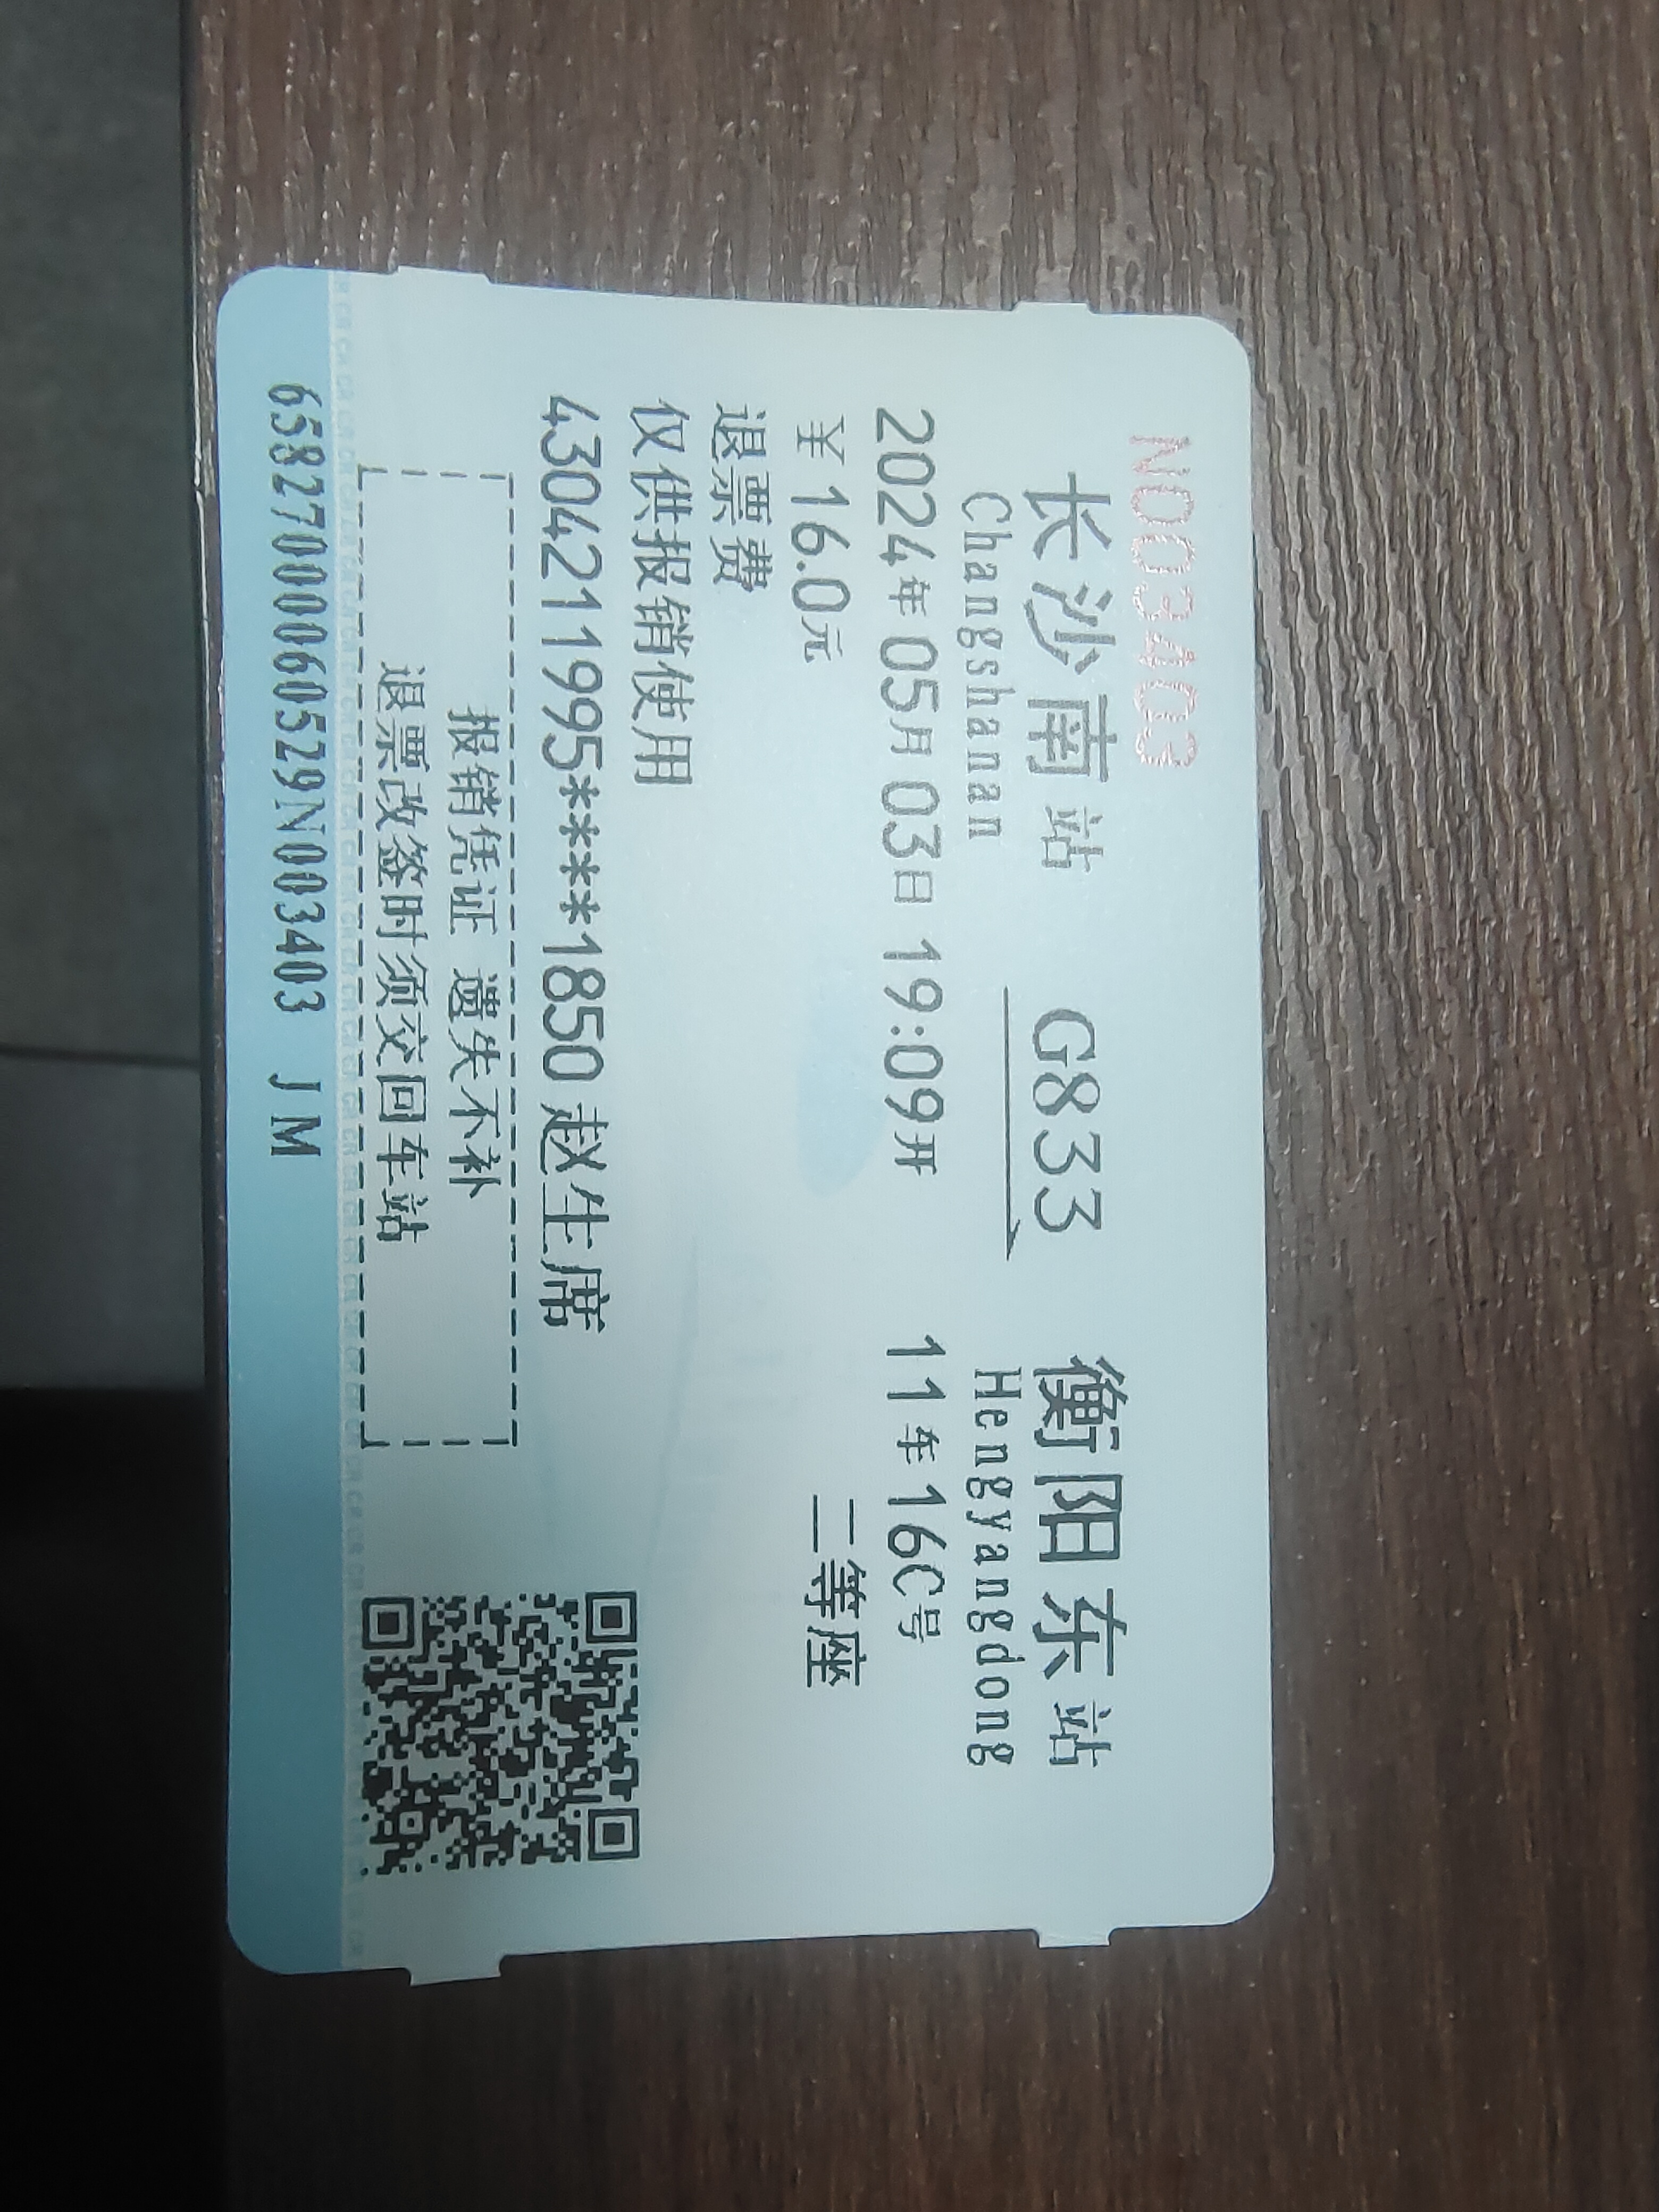 N003403
长沙南站 G833 衡阳东站
Changshanan Hengyangdong
2024年05月03日 19:09开 11车16C号
￥16.0元 二等座
退票费
仅供报销使用
4304211995****1850 赵生席
报销凭证 遗失不补
退票改签时须交回车站
65827000060529N003403 JM